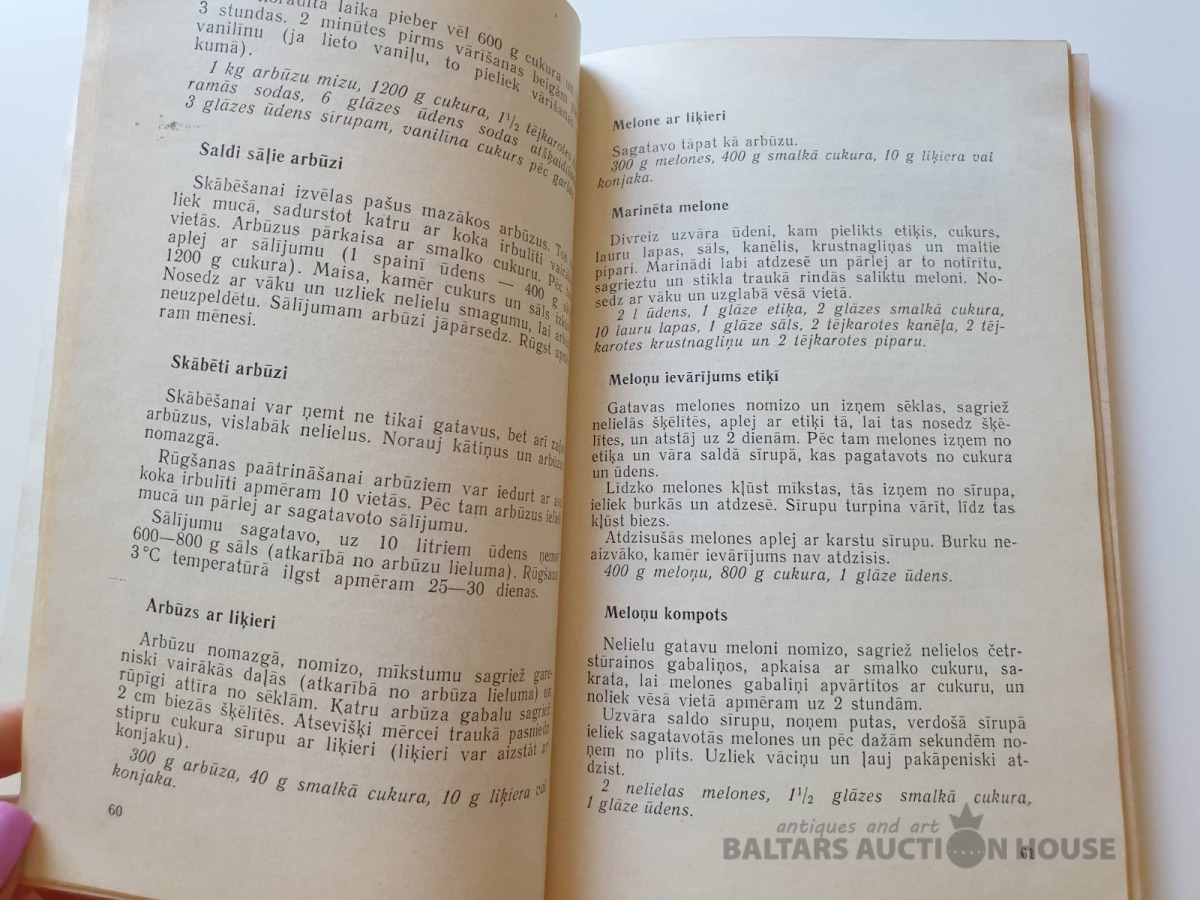 noradītā laika pieber vēl 600 g cukura un
3 stundas. 2 minūtes pirms vārīšanas beigām
vanilīnu (ja lieto vaniļu, to pieliek vārīšanas
kumā).
1 kg arbūzu mizu, 1200 g cukura, 1½ tējkarotes
ramās sodas, 6 glāzes ūdens sodas
3 glāzes ūdens sīrupam, vanilīna cukurs pēc
Saldi sāļie arbūzi
Skābēšanai izvēlas pašus mazākos arbūzus. Tos
liek mucā, sadurstot katru ar koka irbulīti
vietās. Arbūzus pārkaisa ar smalko cukuru. Pēc
aplej ar sālījumu (1 spainī ūdens — 400 g
1200 g cukura). Maisa, kamēr cukurs un sāls
Nosedz ar vāku un uzliek nelielu smagumu, lai
neuzpeldētu. Sālījumam arbūzi jāpārsedz. Rūgst
ram mēnesi.
Skābēti arbūzi
Skābēšanai var ņemt ne tikai gatavus, bet arī
arbūzus, vislabāk nelielus. Norauj kātiņus un
nomazgā.
Rūgšanas paātrināšanai arbūziem var iedurt ar
koka irbulīti apmēram 10 vietās. Pēc tam arbūzus
mucā un pārlej ar sagatavoto sālījumu.
Sālījumu sagatavo, uz 10 litriem ūdens
600—800 g sāls (atkarībā no arbūzu lieluma).
3°C temperatūrā ilgst apmēram 25—30 dienas.
Arbūzs ar liķieri
Arbūzu nomazgā, nomizo, mīkstumu sagriež gare-
niski vairākās daļās (atkarībā no arbūza lieluma) un
rūpīgi attīra no sēklām. Katru arbūza gabalu sagriež
2 cm biezās šķēlītēs. Atsevišķi mērcei traukā pasniedz
stipru cukura sīrupu ar liķieri (liķieri var aizstāt ar
konjaku).
300 g arbūza, 40 g smalkā cukura, 10 g liķiera vai
konjaka.
60
Melone ar liķieri
Sagatavo tāpat kā arbūzu.
300 g melones, 400 g smalkā cukura, 10 g liķiera vai
konjaka.
Marinēta melone
Divreiz uzvāra ūdeni, kam pielikts etiķis, cukurs,
lauru lapas, sāls, kanēlis, krustnagliņas un maltie
pipari. Marinādi labi atdzesē un pārlej ar to notīrītu,
sagrieztu un stikla traukā rindās saliktu meloni. No-
sedz ar vāku un uzglabā vēsā vietā.
2 l ūdens, 1 glāze etiķa, 2 glāzes smalkā cukura,
10 lauru lapas, 1 glāze sāls, 2 tējkarotes kanēļa, 2 tēj-
karotes krustnagliņu un 2 tējkarotes piparu.
Meloņu ievārījums etiķī
Gatavas melones nomizo un izņem sēklas, sagriež
nelielās šķēlītēs, aplej ar etiķi tā, lai tas nosedz šķē-
lītes, un atstāj uz 2 dienām. Pēc tam melones izņem no
etiķa un vāra saldā sīrupā, kas pagatavots no cukura
un ūdens.
Līdzko melones kļūst mīkstas, tās izņem no sīrupa,
ieliek burkās un atdzesē. Sīrupu turpina vārīt, līdz tas
kļūst biezs.
Atdzisušās melones aplej ar karstu sīrupu. Burku ne-
aizvāko, kamēr ievārījums nav atdzisis.
400 g meloņu, 800 g cukura, 1 glāze ūdens.
Meloņu kompots
Nelielu gatavu meloni nomizo, sagriež nelielos četr-
stūrainos gabaliņos, apkaisa ar smalko cukuru, sa-
krata, lai melones gabaliņi apvārtītos ar cukuru, un
noliek vēsā vietā apmēram uz 2 stundām.
Uzvāra saldo sīrupu, noņem putas, verdošā sīrupā
ieliek sagatavotās melones un pēc dažām sekundēm no-
ņem no plīts. Uzliek vāciņu un ļauj pakāpeniski at-
dzist.
2 nelielas melones, 1½ glāzes smalkā cukura,
1 glāze ūdens.
61
antiques and art
BALTARS AUCTION HOUSE